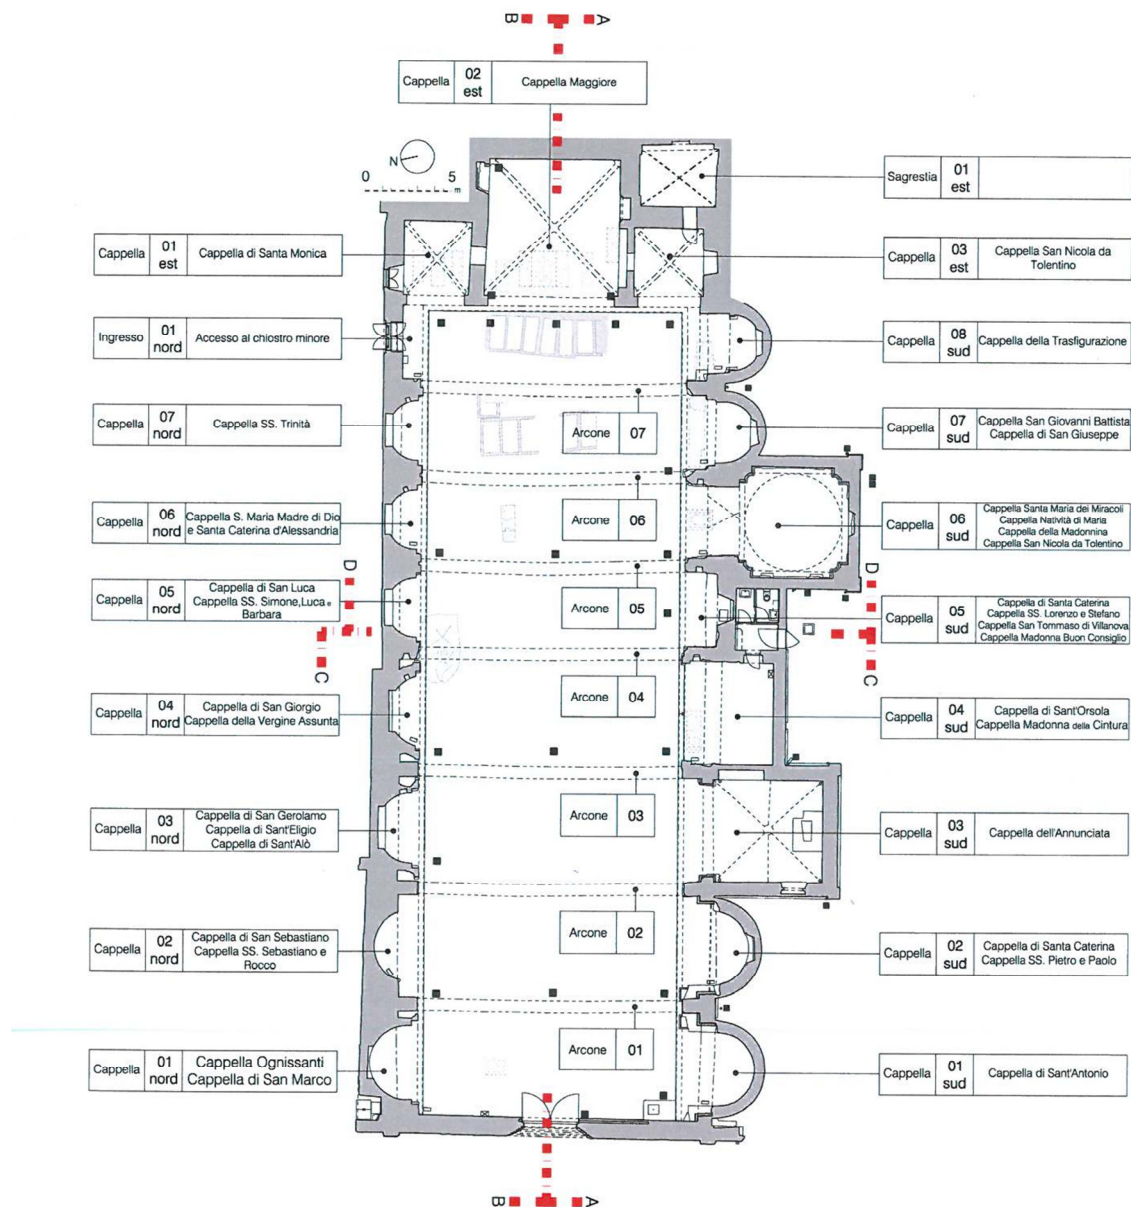 B A
Cappella 02 est Cappella Maggiore
N
0 5 m
Sagrestia 01 est
Cappella 01 est Cappella di Santa Monica
Cappella 03 est Cappella San Nicola da
Tolentino
Ingresso 01 nord Accesso al chiostro minore
Cappella 08 sud Cappella della Trasfigurazione
Cappella 07 nord Cappella SS. Trinità
Arcone 07
Cappella 07 sud Cappella San Giovanni Battista
Cappella di San Giuseppe
Cappella 06 nord Cappella S. Maria Madre di Dio
e Santa Caterina d'Alessandria
Arcone 06
Cappella 06 sud Cappella Santa Maria dei Miracoli
Cappella Natività di Maria
Cappella della Madonnina
Cappella San Nicola da Tolentino
D D
Cappella 05 nord Cappella di San Luca
Cappella SS. Simone,Luca e
Barbara
Arcone 05
Cappella 05 sud Cappella di Santa Caterina
Cappella SS. Lorenzo e Stefano
Cappella San Tommaso di Villanova
Cappella Madonna Buon Consiglio
C C
Cappella 04 nord Cappella di San Giorgio
Cappella della Vergine Assunta
Arcone 04
Cappella 04 sud Cappella di Sant'Orsola
Cappella Madonna della Cintura
Cappella 03 nord Cappella di San Gerolamo
Cappella di Sant'Eligio
Cappella di Sant'Alò
Arcone 03
Cappella 03 sud Cappella dell'Annunciata
Cappella 02 nord Cappella di San Sebastiano
Cappella SS. Sebastiano e
Rocco
Arcone 02
Cappella 02 sud Cappella di Santa Caterina
Cappella SS. Pietro e Paolo
Cappella 01 nord Cappella Ognissanti
Cappella di San Marco
Arcone 01
Cappella 01 sud Cappella di Sant'Antonio
B A